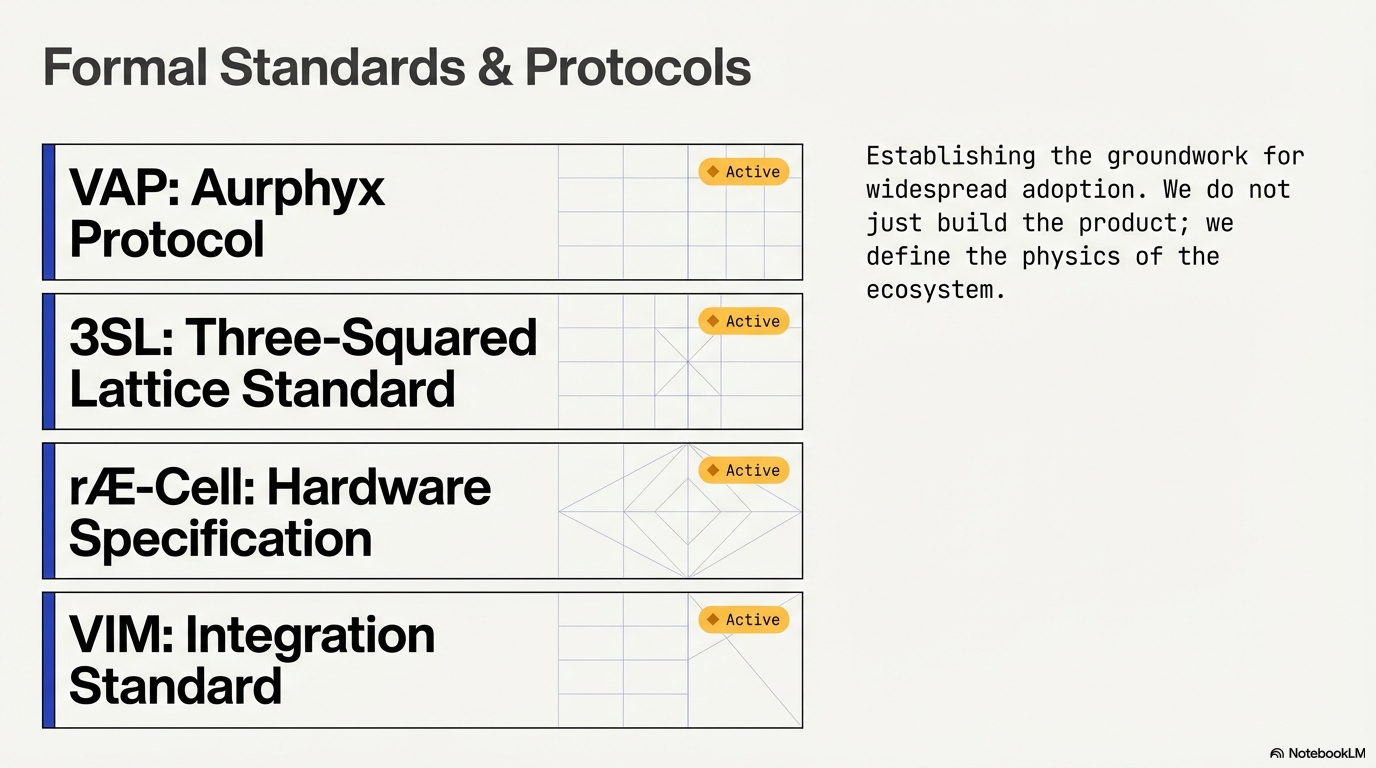 Formal Standards & Protocols
VAP: Aurphyx
Protocol
Active
3SL: Three-Squared
Lattice Standard
Active
rÆ-Cell: Hardware
Specification
Active
VIM: Integration
Standard
Active
Establishing the groundwork for
widespread adoption. We do not
just build the product; we
define the physics of the
ecosystem.
NotebookLM